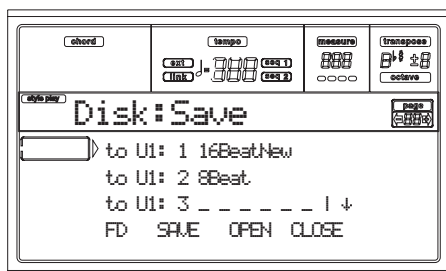 chord tempo measure transpose
ext seq 1
link seq 2
octave
style play
page
Disk:Save
to U1: 1 16BeatNew
to U1: 2 8Beat
to U1: 3 _ _ _ _ _ _ | ↓
FD SAVE OPEN CLOSE